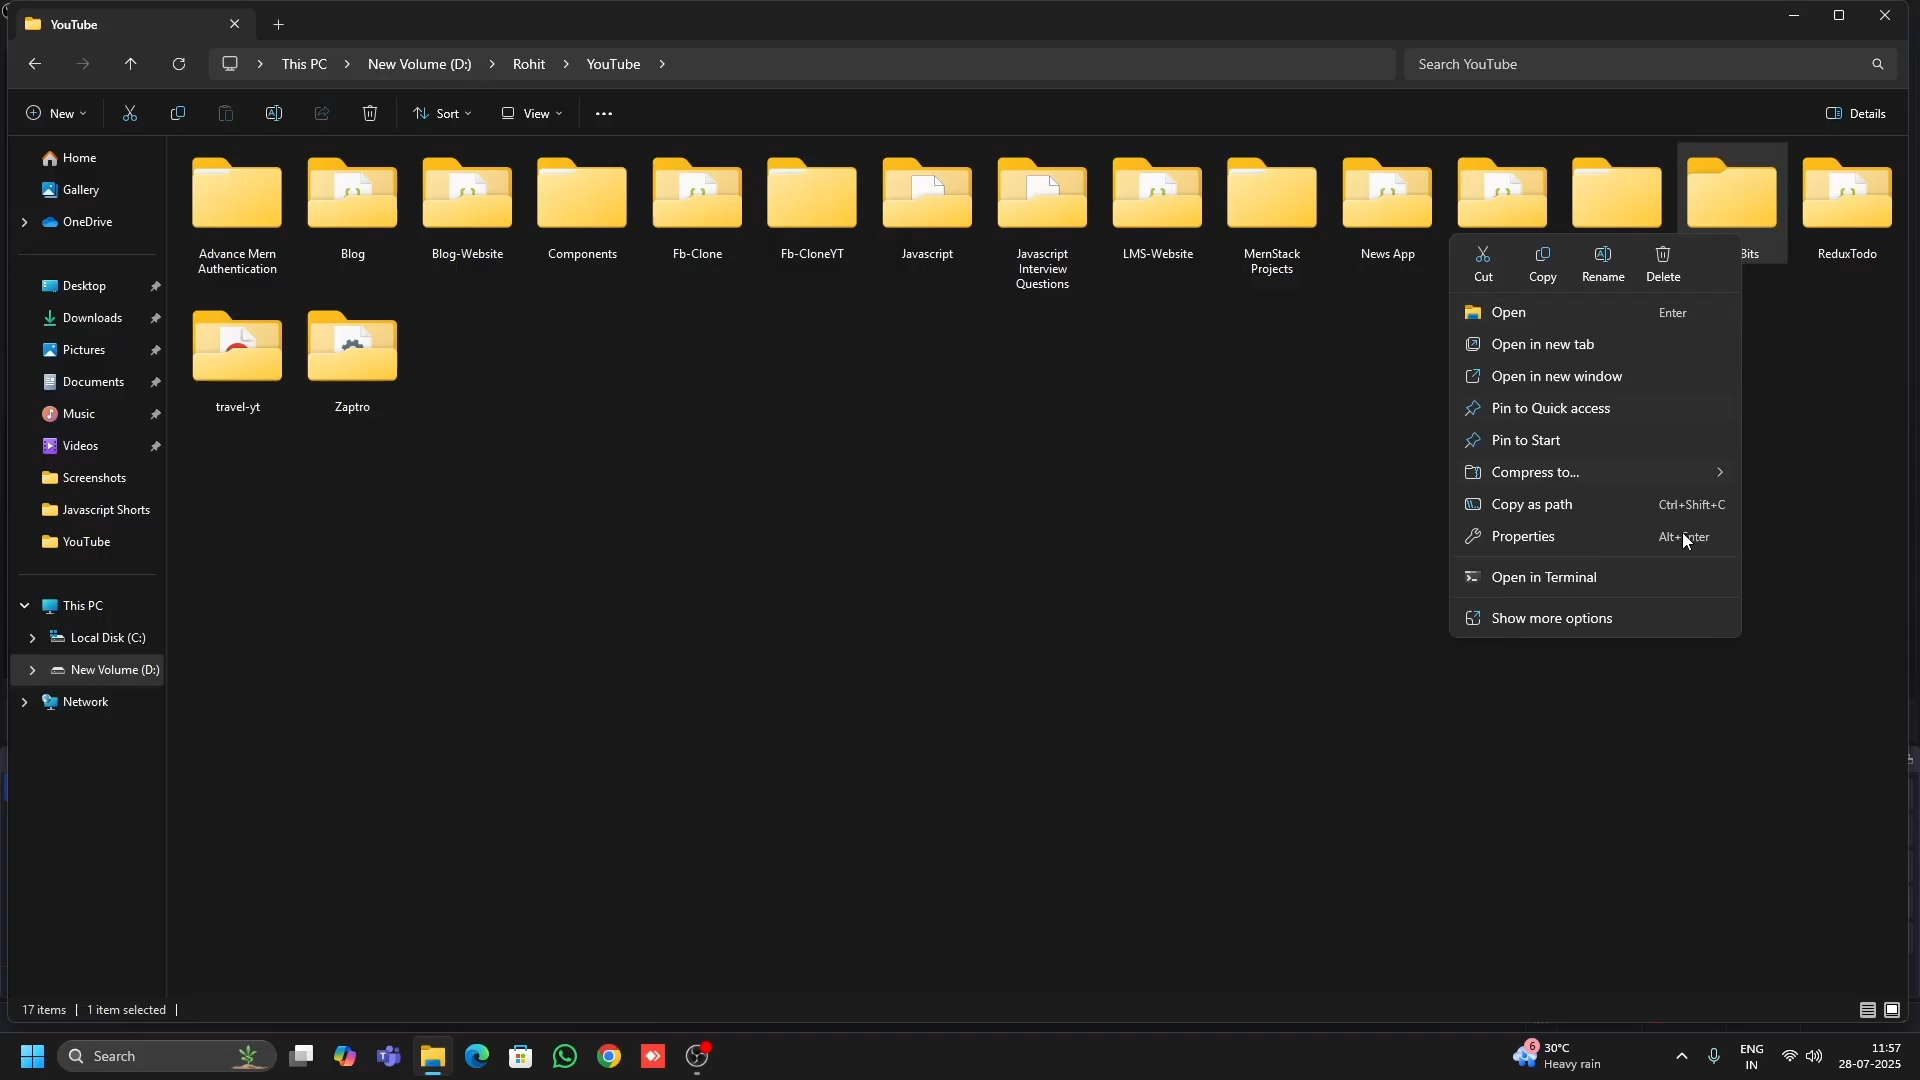 YouTube
This PC > New Volume (D:) > Rohit > YouTube >
Search YouTube
New
Sort
View
Details
Home
Gallery
OneDrive
Desktop
Downloads
Pictures
Documents
Music
Videos
Screenshots
Javascript Shorts
YouTube
This PC
Local Disk (C:)
New Volume (D:)
Network
Advance Mern
Authentication
Blog
Blog-Website
Components
Fb-Clone
Fb-CloneYT
Javascript
Javascript
Interview
Questions
LMS-Website
MernStack
Projects
News App
Bits
ReduxTodo
travel-yt
Zaptro
Cut
Copy
Rename
Delete
Open Enter
Open in new tab
Open in new window
Pin to Quick access
Pin to Start
Compress to...
Copy as path Ctrl+Shift+C
Properties Alt+Enter
Open in Terminal
Show more options
17 items | 1 item selected |
Search
6
30°C
Heavy rain
ENG
IN
11:57
28-07-2025